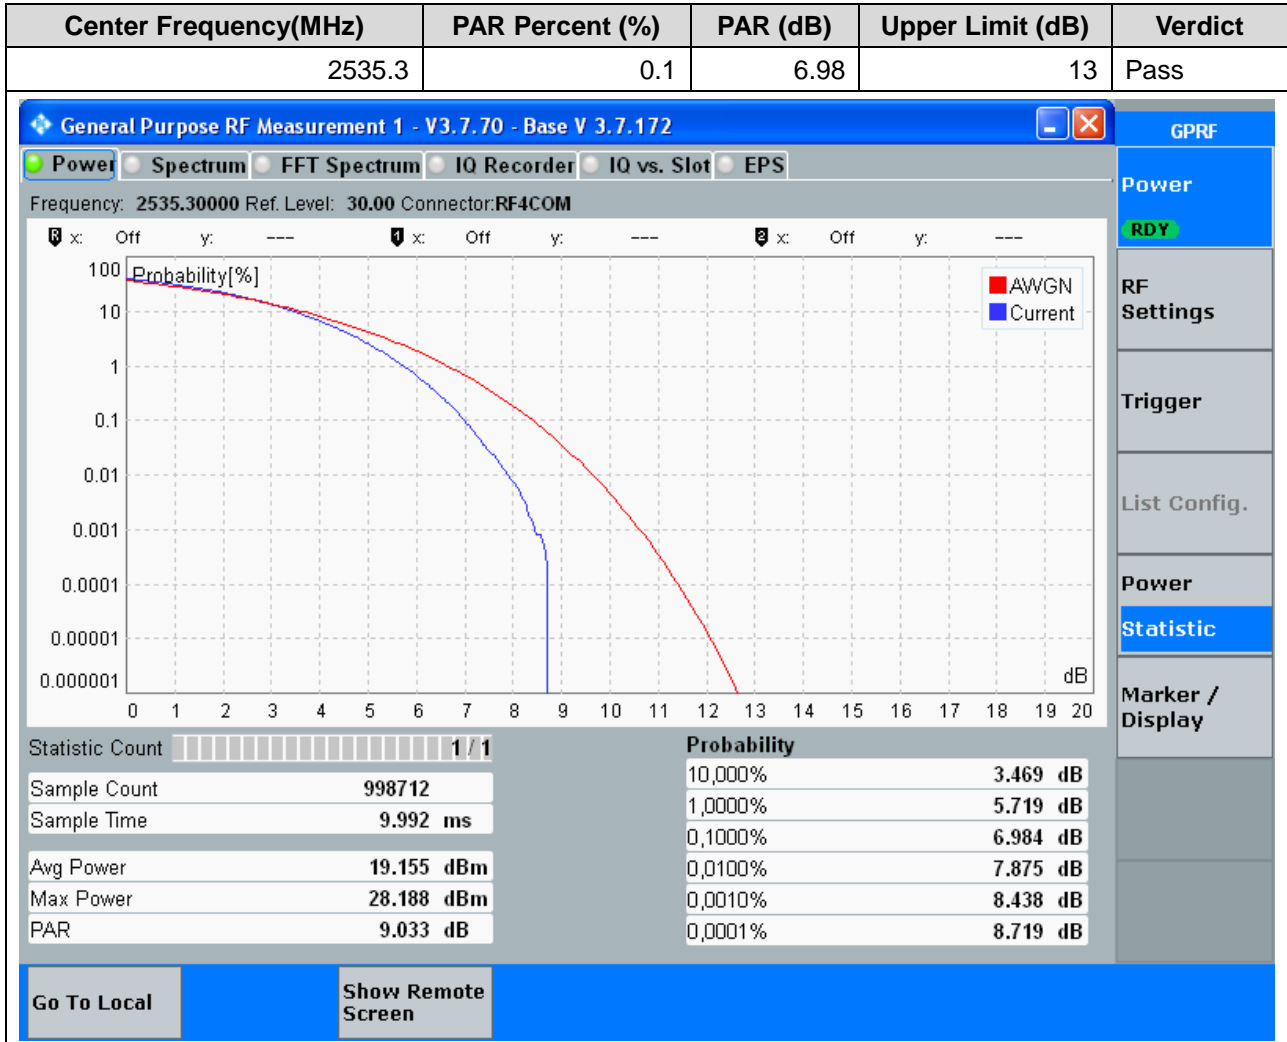 Center Frequency(MHz) PAR Percent (%) PAR (dB) Upper Limit (dB) Verdict
2535.3 0.1 6.98 13 Pass
General Purpose RF Measurement 1 - V3.7.70 - Base V 3.7.172
GPRF
Power Spectrum FFT Spectrum IQ Recorder IQ vs. Slot EPS
Frequency: 2535.30000 Ref. Level: 30.00 Connector:RF4COM
R x: Off y: --- 1 x: Off y: --- 2 x: Off y: ---
Probability[%]
AWGN
Current
100
10
1
0.1
0.01
0.001
0.0001
0.00001
0.000001
dB
0 1 2 3 4 5 6 7 8 9 10 11 12 13 14 15 16 17 18 19 20
Statistic Count 1 / 1
Sample Count 998712
Sample Time 9.992 ms
Avg Power 19.155 dBm
Max Power 28.188 dBm
PAR 9.033 dB
Probability
10,000% 3.469 dB
1,0000% 5.719 dB
0,1000% 6.984 dB
0,0100% 7.875 dB
0,0010% 8.438 dB
0,0001% 8.719 dB
Power
RDY
RF
Settings
Trigger
List Config.
Power
Statistic
Marker /
Display
Go To Local
Show Remote
Screen